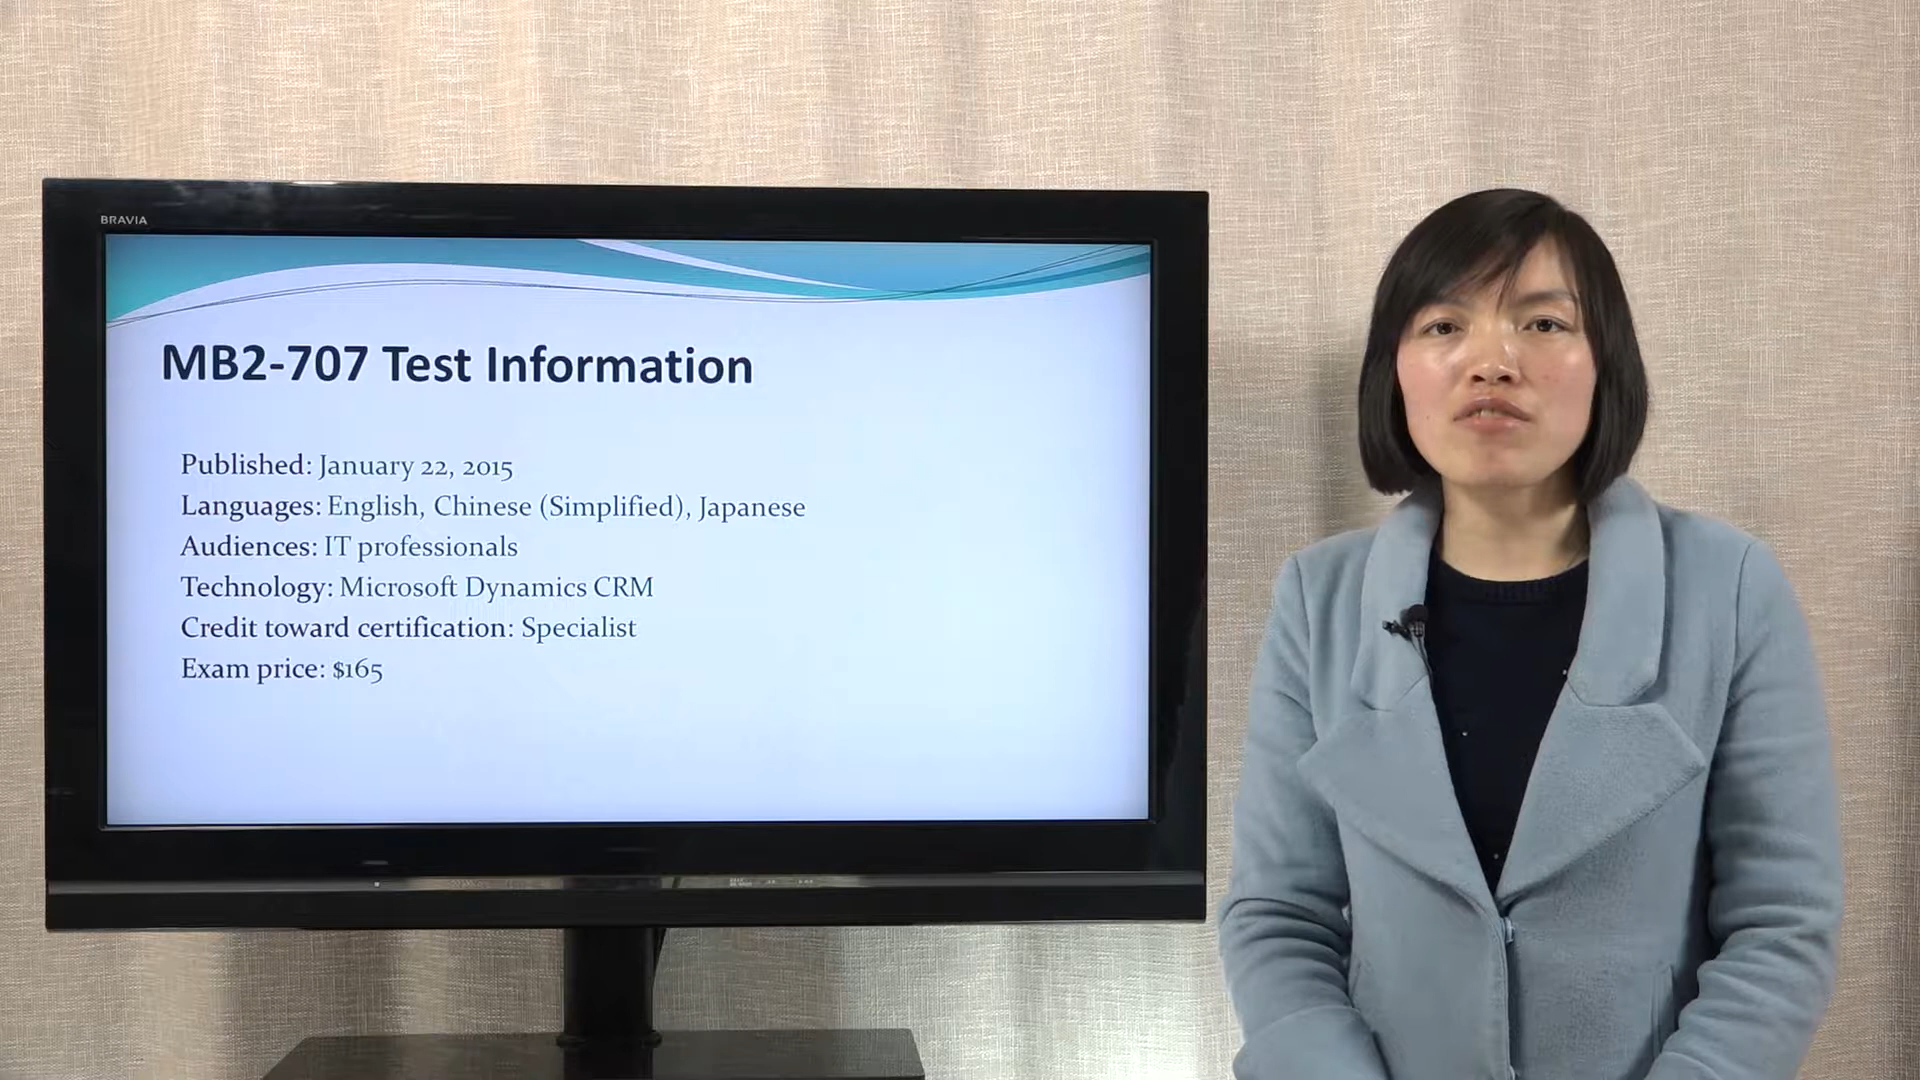 BRAVIA
MB2-707 Test Information
Published: January 22, 2015
Languages: English, Chinese (Simplified), Japanese
Audiences: IT professionals
Technology: Microsoft Dynamics CRM
Credit toward certification: Specialist
Exam price: $165